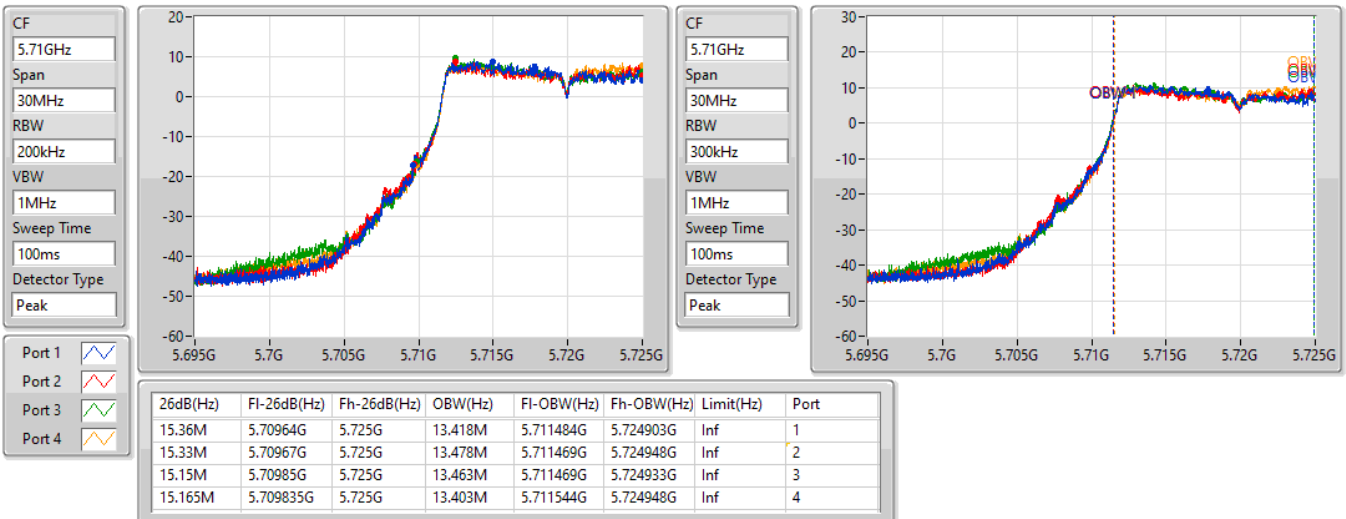 CF
5.71GHz
Span
30MHz
RBW
200kHz
VBW
1MHz
Sweep Time
100ms
Detector Type
Peak
20
10
0
-10
-20
-30
-40
-50
-60
5.695G 5.7G 5.705G 5.71G 5.715G 5.72G 5.725G
CF
5.71GHz
Span
30MHz
RBW
300kHz
VBW
1MHz
Sweep Time
100ms
Detector Type
Peak
30
20
10
0
-10
-20
-30
-40
-50
-60
OBW
OBV
OBV
5.695G 5.7G 5.705G 5.71G 5.715G 5.72G 5.725G
Port 1
Port 2
Port 3
Port 4
26dB(Hz) Fl-26dB(Hz) Fh-26dB(Hz) OBW(Hz) Fl-OBW(Hz) Fh-OBW(Hz) Limit(Hz) Port
15.36M 5.70964G 5.725G 13.418M 5.711484G 5.724903G Inf 1
15.33M 5.70967G 5.725G 13.478M 5.711469G 5.724948G Inf 2
15.15M 5.70985G 5.725G 13.463M 5.711469G 5.724933G Inf 3
15.165M 5.709835G 5.725G 13.403M 5.711544G 5.724948G Inf 4